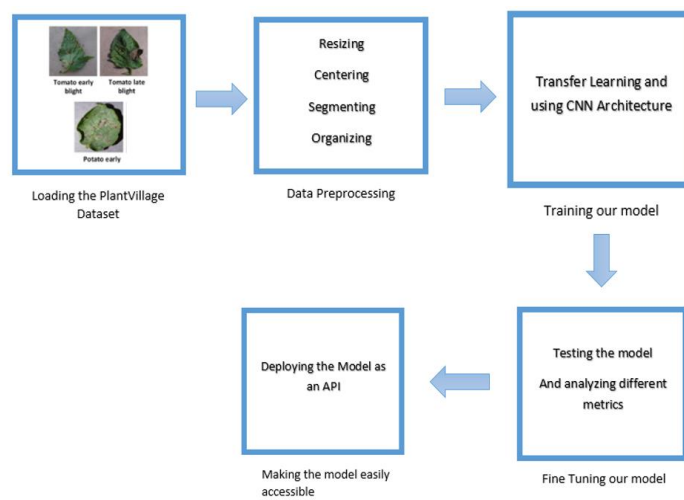 Tomato early
blight
Tomato late
blight
Potato early
Loading the PlantVillage
Dataset
Resizing
Centering
Segmenting
Organizing
Data Preprocessing
Transfer Learning and
using CNN Architecture
Training our model
Testing the model
And analyzing different
metrics
Fine Tuning our model
Deploying the Model as
an API
Making the model easily
accessible